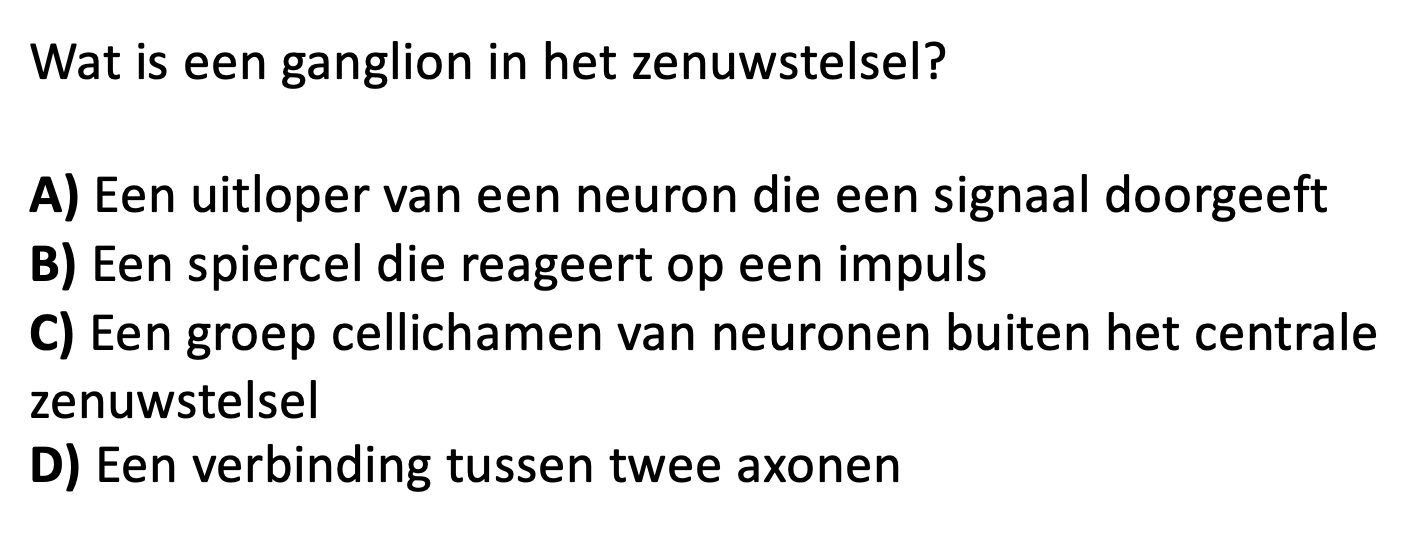 Wat is een ganglion in het zenuwstelsel?
A) Een uitloper van een neuron die een signaal doorgeeft
B) Een spiercel die reageert op een impuls
C) Een groep cellichamen van neuronen buiten het centrale
zenuwstelsel
D) Een verbinding tussen twee axonen